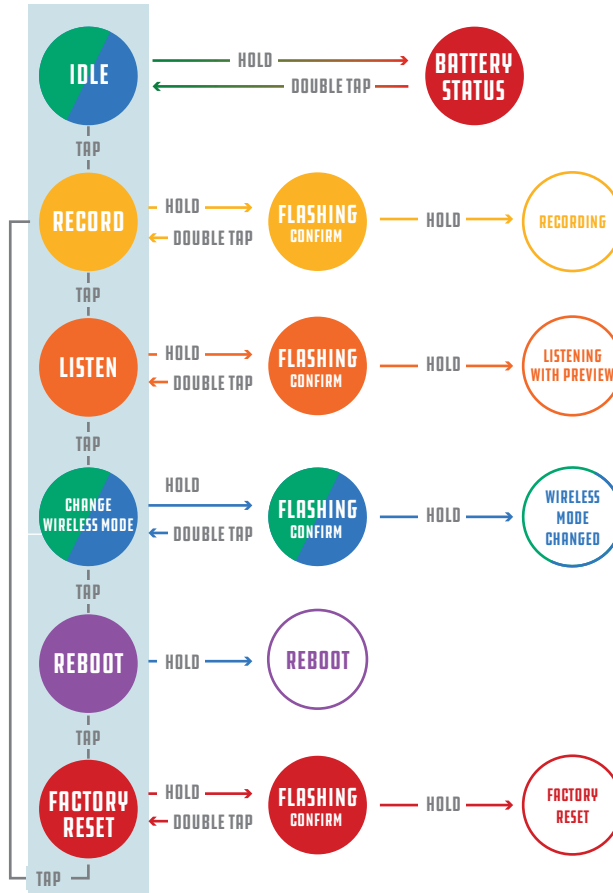 IDLE
HOLD
DOUBLE TAP
BATTERY
STATUS
TAP
RECORD
HOLD
DOUBLE TAP
FLASHING
CONFIRM
HOLD
RECORDING
TAP
LISTEN
HOLD
DOUBLE TAP
FLASHING
CONFIRM
HOLD
LISTENING
WITH PREVIEW
TAP
CHANGE
WIRELESS MODE
HOLD
DOUBLE TAP
FLASHING
CONFIRM
HOLD
WIRELESS
MODE
CHANGED
TAP
REBOOT
HOLD
REBOOT
TAP
FACTORY
RESET
HOLD
DOUBLE TAP
FLASHING
CONFIRM
HOLD
FACTORY
RESET
TAP